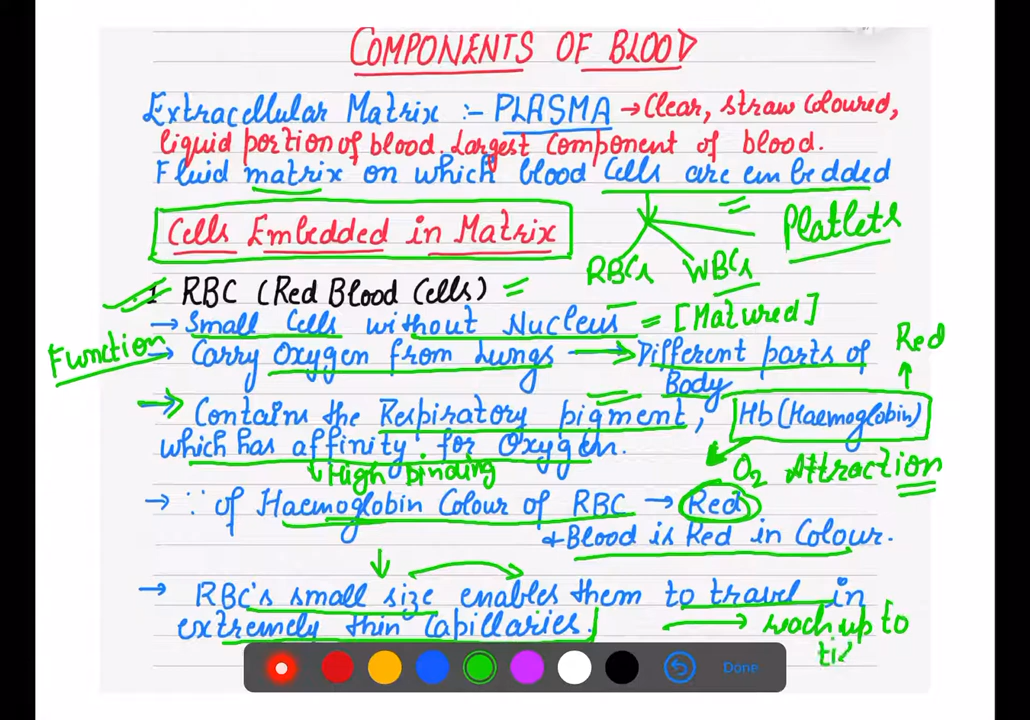 COMPONENTS OF BLOOD
Extracellular Matrix :- PLASMA → Clear, straw coloured,
liquid portion of blood. Largest component of blood.
Fluid matrix on which blood cells are embedded
Platlets
Cells Embedded in Matrix
RBCs WBCs
1 RBC (Red Blood Cells) =
→ Small Cells without Nucleus = [Matured]
Function
→ Carry Oxygen from Lungs → Different parts of
Body
Red
→ Contains the Respiratory pigment, Hb (Haemoglobin)
which has affinity for Oxygen.
High binding
O₂ Attraction
→ ∵ of Haemoglobin Colour of RBC → Red
& Blood is Red in Colour.
→ RBC's small size enables them to travel in
extremely thin Capillaries.
→ up to
Done